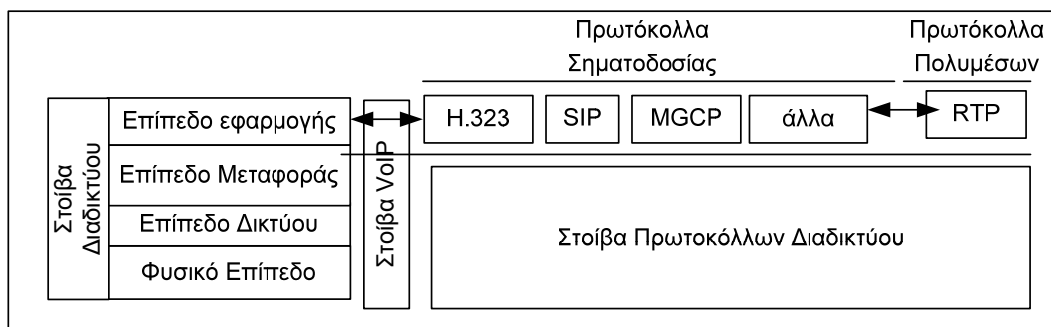 Πρωτόκολλα
Σηματοδοσίας
Πρωτόκολλα
Πολυμέσων
Στοίβα
Διαδικτύου
Επίπεδο εφαρμογής
Επίπεδο Μεταφοράς
Επίπεδο Δικτύου
Φυσικό Επίπεδο
Στοίβα VoIP
H.323
SIP
MGCP
άλλα
RTP
Στοίβα Πρωτοκόλλων Διαδικτύου